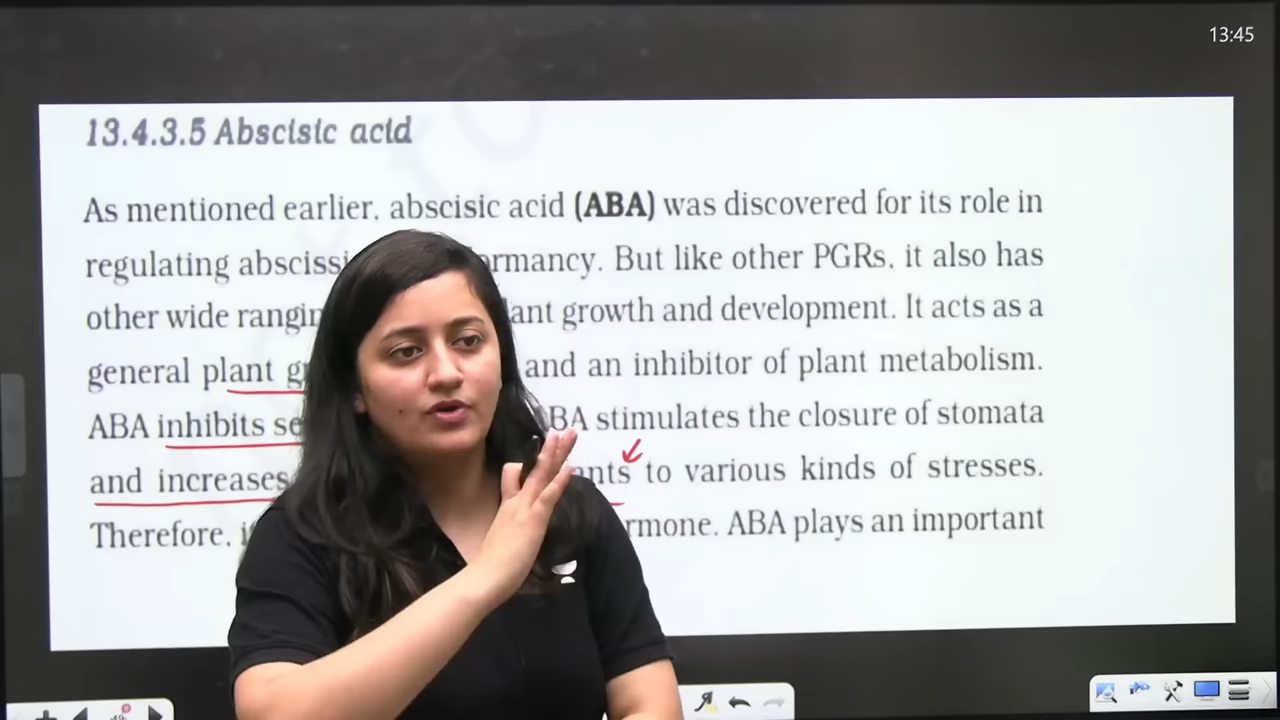 13:45
13.4.3.5 Abscisic acid
As mentioned earlier, abscisic acid (ABA) was discovered for its role in
regulating abscissi ormancy. But like other PGRs, it also has
other wide rangin ant growth and development. It acts as a
general plant g and an inhibitor of plant metabolism.
ABA inhibits se BA stimulates the closure of stomata
and increases nts to various kinds of stresses.
Therefore, i rmone. ABA plays an important